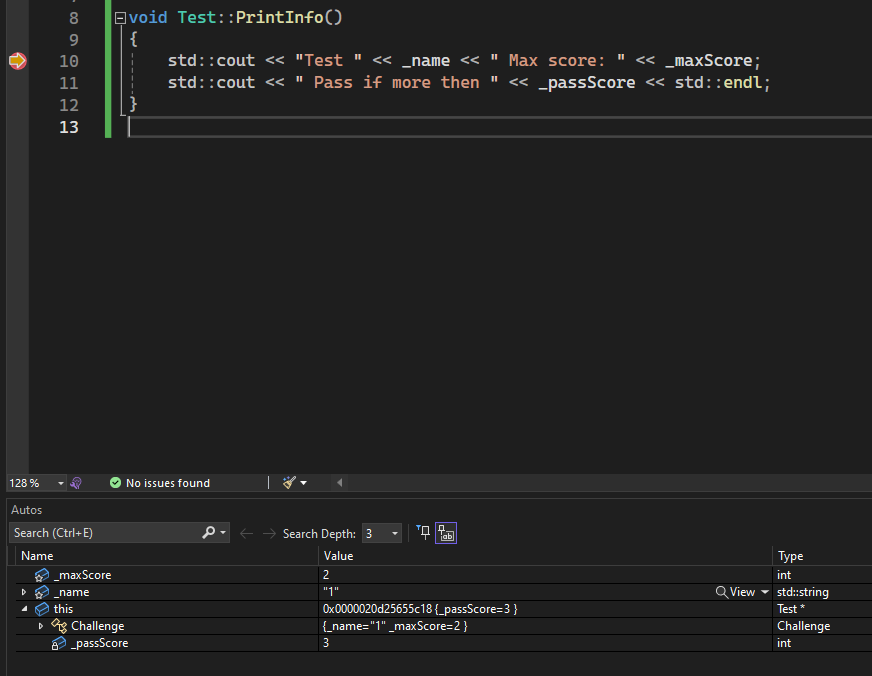 8 void Test::PrintInfo()
9 {
10 std::cout << "Test " << _name << " Max score: " << _maxScore;
11 std::cout << " Pass if more then " << _passScore << std::endl;
12 }
13
128 % No issues found
Autos
Search (Ctrl+E) Search Depth: 3
Name Value Type
_maxScore 2 int
_name "1" View std::string
this 0x0000020d25655c18 {_passScore=3 } Test *
Challenge {_name="1" _maxScore=2 } Challenge
_passScore 3 int